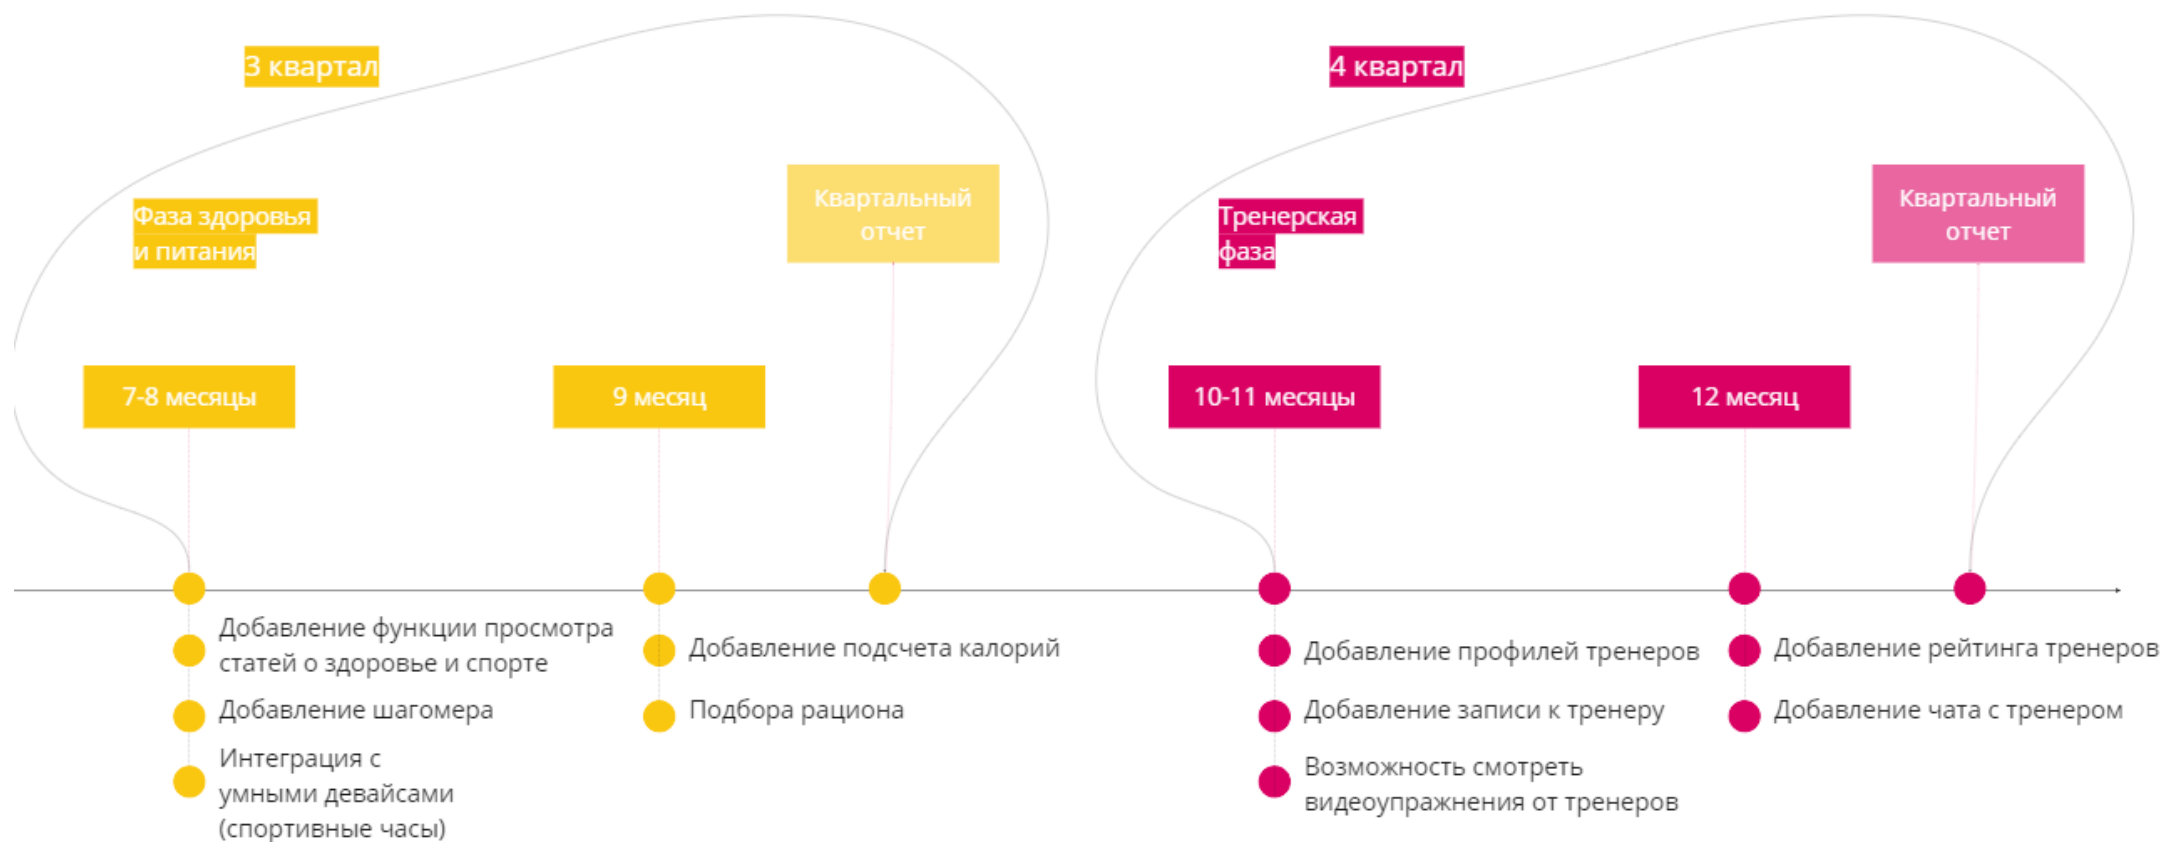 3 квартал
Фаза здоровья
и питания
Квартальный
отчет
7-8 месяцы
9 месяц
Добавление функции просмотра
статей о здоровье и спорте
Добавление шагомера
Интеграция с
умными девайсами
(спортивные часы)
Добавление подсчета калорий
Подбора рациона
4 квартал
Тренерская
фаза
Квартальный
отчет
10-11 месяцы
12 месяц
Добавление профилей тренеров
Добавление записи к тренеру
Возможность смотреть
видеоупражнения от тренеров
Добавление рейтинга тренеров
Добавление чата с тренером